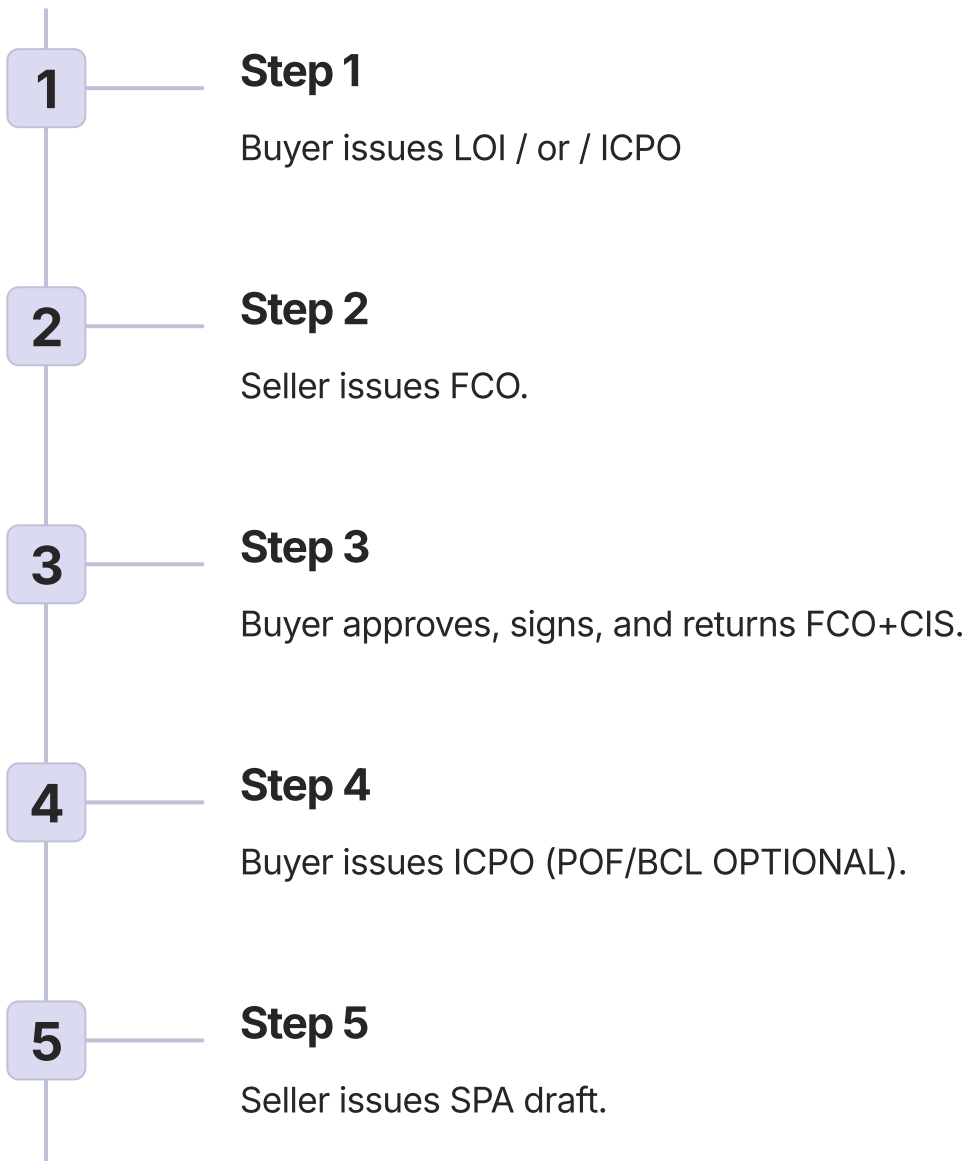 1
Step 1
Buyer issues LOI / or / ICPO
2
Step 2
Seller issues FCO.
3
Step 3
Buyer approves, signs, and returns FCO+CIS.
4
Step 4
Buyer issues ICPO (POF/BCL OPTIONAL).
5
Step 5
Seller issues SPA draft.